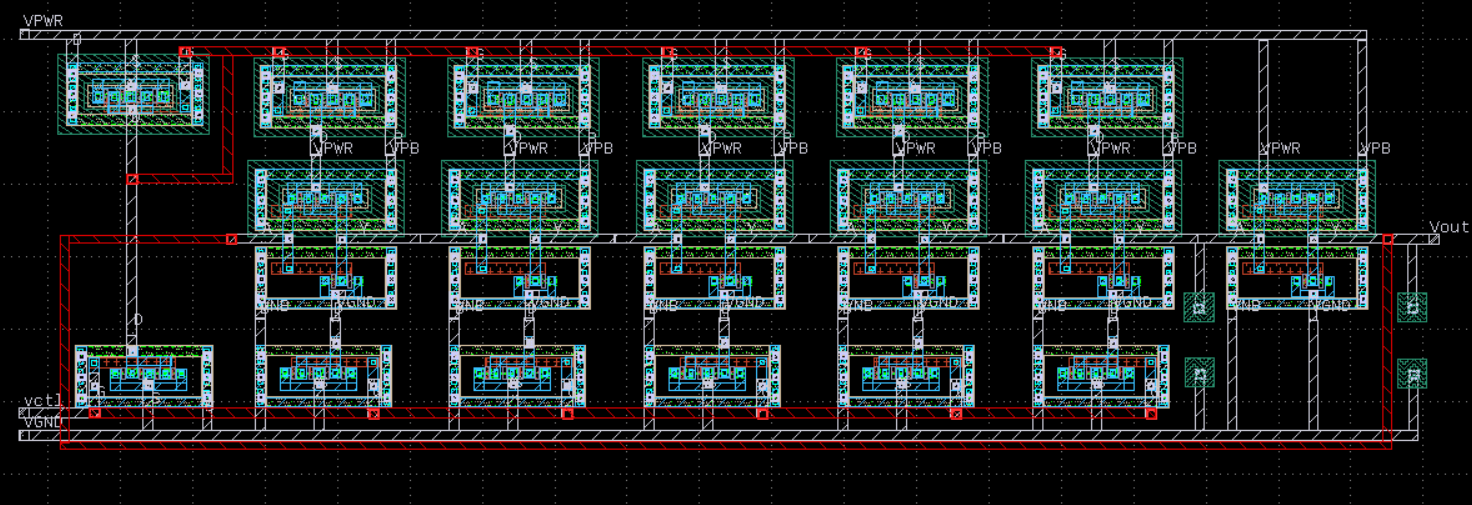 VPWR
D
G S G S G S G S G S G
D B D B D B D B D B
VPWR VPB VPWR VPB VPWR VPB VPWR VPB VPWR VPB VPWR VPB
Vout
A Y A Y A Y A Y A Y A Y
VNB VGND VNB VGND VNB VGND VNB VGND VNB VGND VNB VGND
D
G S
vctl
VGND